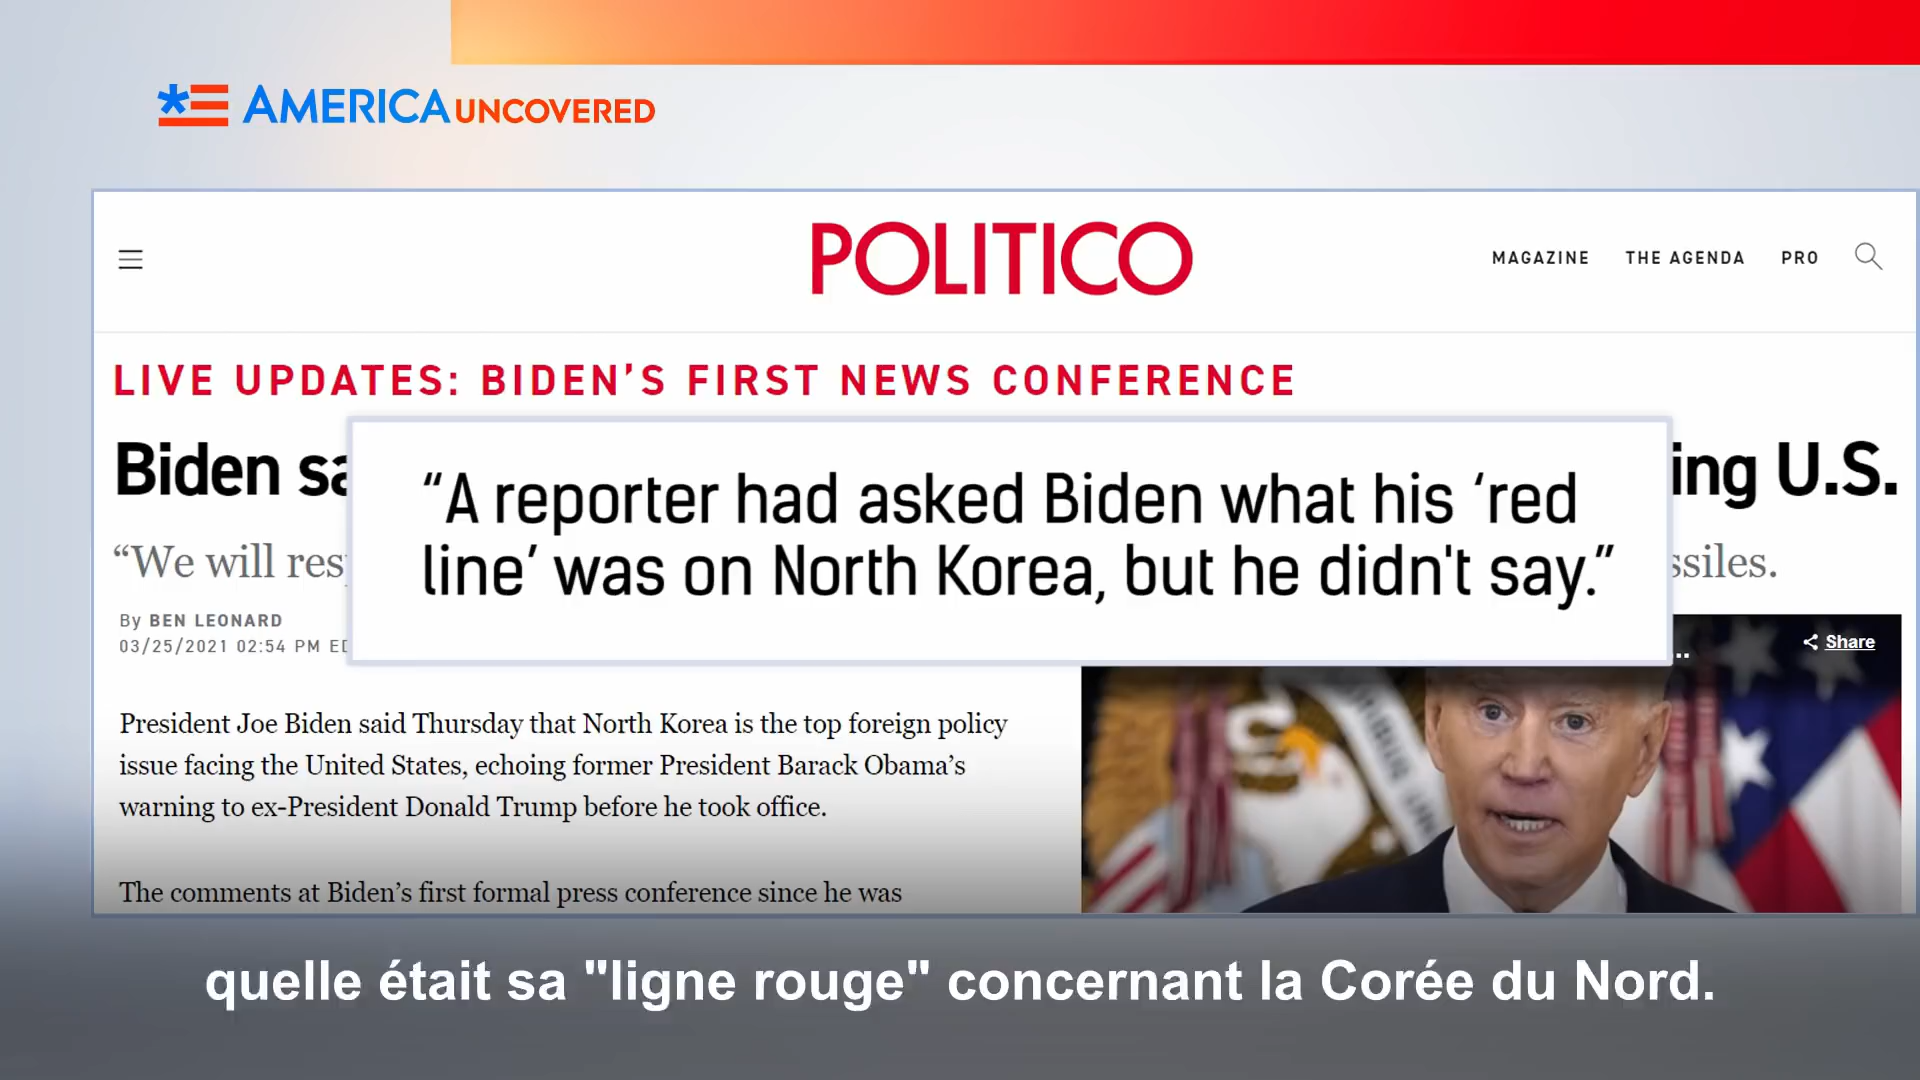 AMERICA UNCOVERED
POLITICO
MAGAZINE THE AGENDA PRO
LIVE UPDATES: BIDEN’S FIRST NEWS CONFERENCE
Biden ing U.S.
“We will ssiles.
“A reporter had asked Biden what his ‘red
line’ was on North Korea, but he didn't say.”
By BEN LEONARD
03/25/2021 02:54 PM
... Share
President Joe Biden said Thursday that North Korea is the top foreign policy
issue facing the United States, echoing former President Barack Obama’s
warning to ex-President Donald Trump before he took office.
The comments at Biden’s first formal press conference since he was
quelle était sa "ligne rouge" concernant la Corée du Nord.